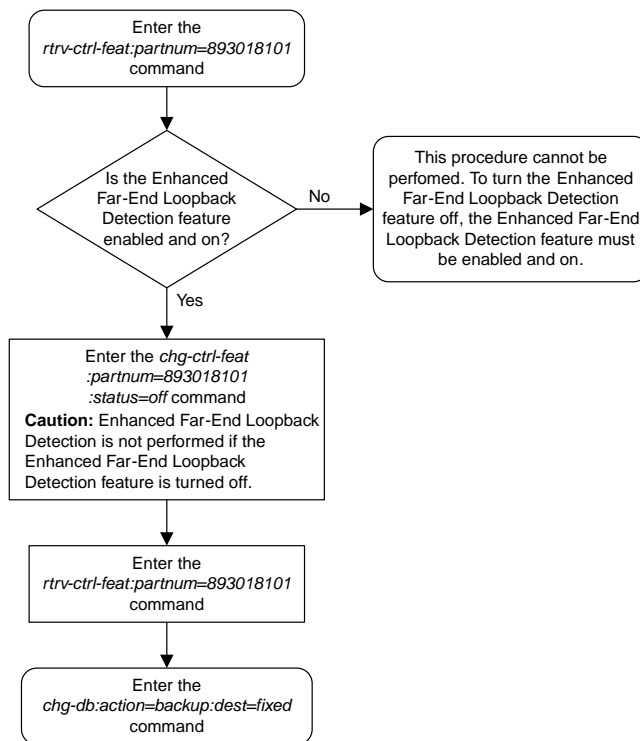 Enter the
rtrv-ctrl-feat:partnum=893018101
command
Is the Enhanced
Far-End Loopback
Detection feature
enabled and on?
No
This procedure cannot be
perfomed. To turn the Enhanced
Far-End Loopback Detection
feature off, the Enhanced Far-End
Loopback Detection feature must
be enabled and on.
Yes
Enter the chg-ctrl-feat
:partnum=893018101
:status=off command
Caution: Enhanced Far-End Loopback
Detection is not performed if the
Enhanced Far-End Loopback
Detection feature is turned off.
Enter the
rtrv-ctrl-feat:partnum=893018101
command
Enter the
chg-db:action=backup:dest=fixed
command